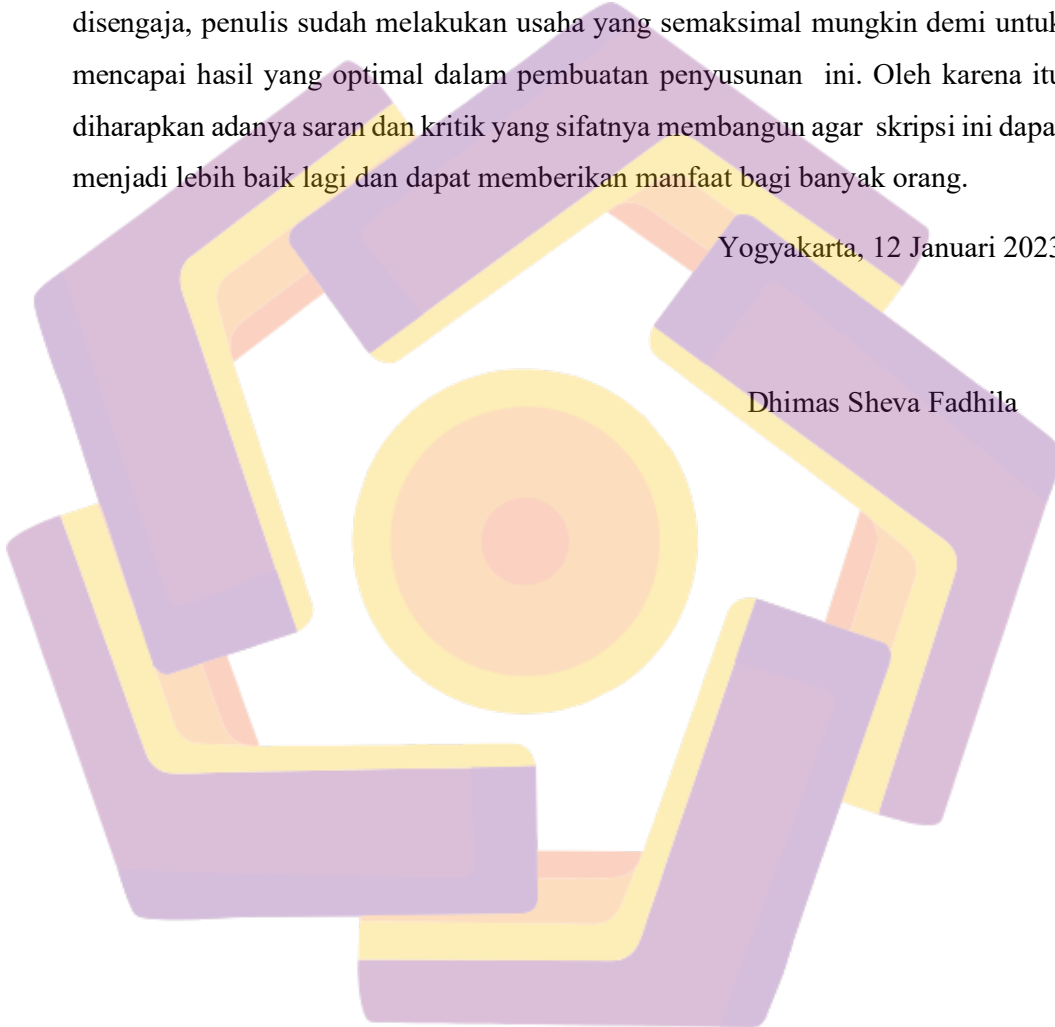 disengaja, penulis sudah melakukan usaha yang semaksimal mungkin demi untuk
mencapai hasil yang optimal dalam pembuatan penyusunan ini. Oleh karena itu
diharapkan adanya saran dan kritik yang sifatnya membangun agar skripsi ini dapa
menjadi lebih baik lagi dan dapat memberikan manfaat bagi banyak orang.
Yogyakarta, 12 Januari 2023
Dhimas Sheva Fadhila